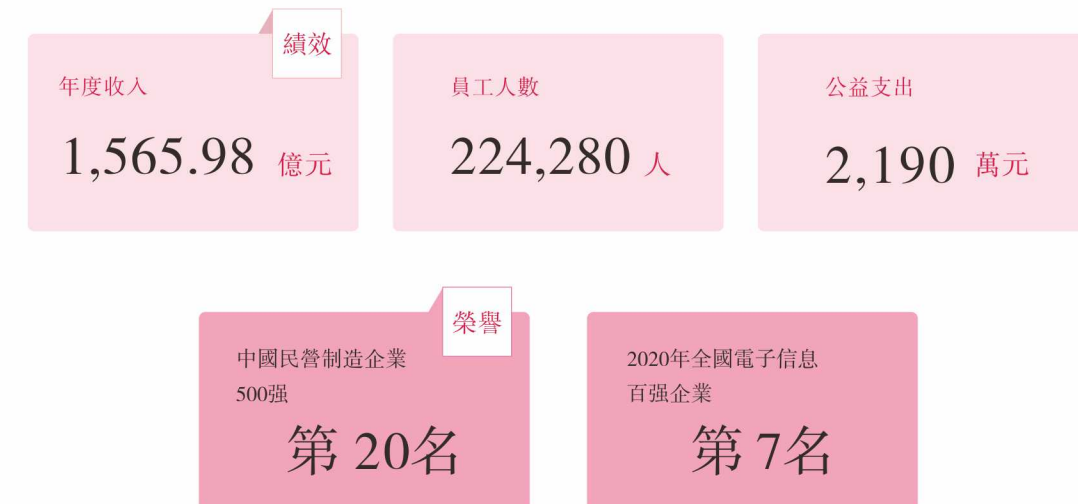 績效
年度收入
1,565.98 億元
員工人數
224,280 人
公益支出
2,190 萬元
榮譽
中國民營制造企業
500强
第 20名
2020年全國電子信息
百强企業
第 7名